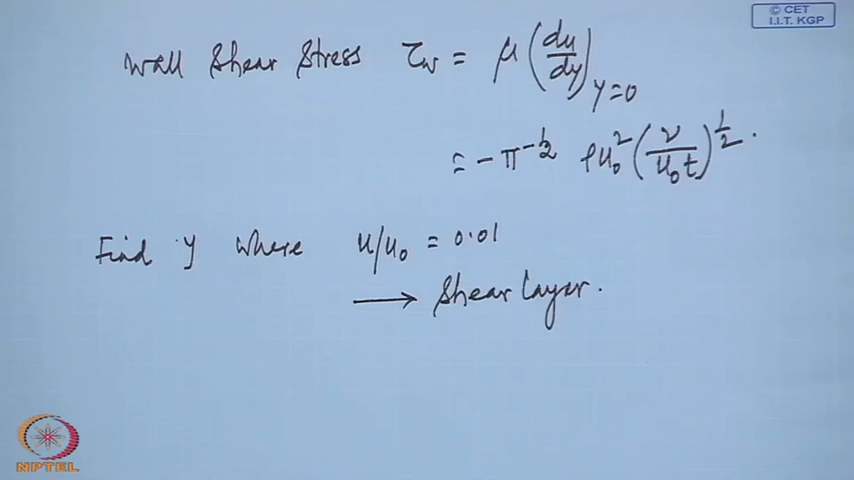 © CET
I.I.T. KGP
Wall Shear Stress τw = μ(du/dy)y=0
= - π^-1/2 ρu₀²(ν/u₀t)^1/2.
Find y where u/u₀ = 0.01
→ Shear layer.
NPTEL